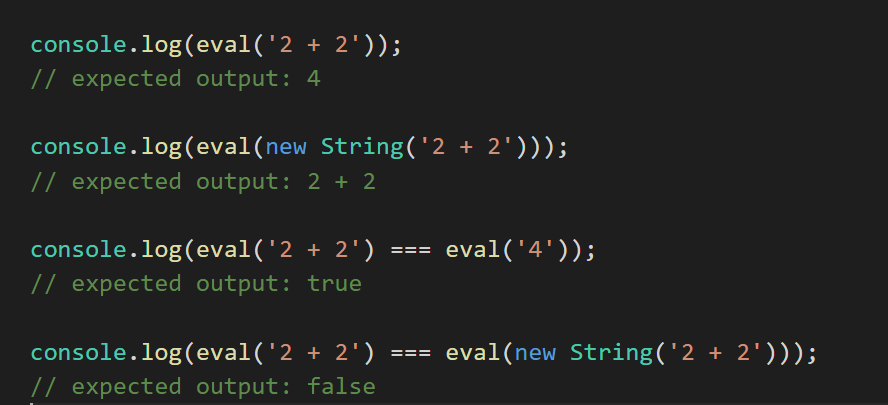 console.log(eval('2 + 2'));
// expected output: 4
console.log(eval(new String('2 + 2')));
// expected output: 2 + 2
console.log(eval('2 + 2') === eval('4'));
// expected output: true
console.log(eval('2 + 2') === eval(new String('2 + 2')));
// expected output: false